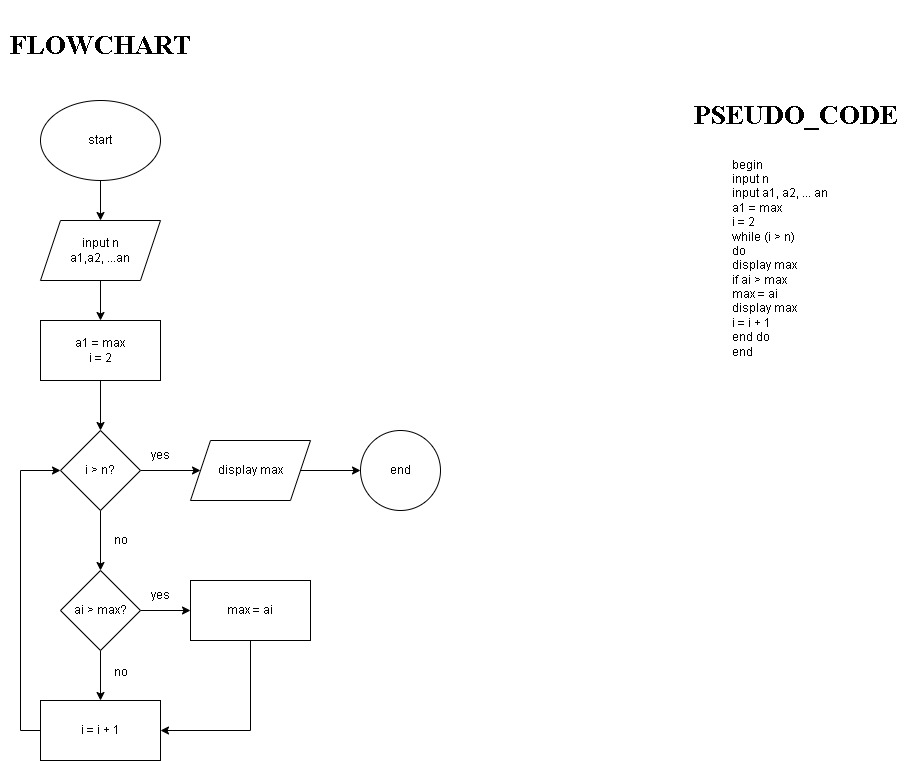 FLOWCHART
start
input n
a1,a2, ...an
a1 = max
i = 2
i > n?
yes
display max
end
no
ai > max?
yes
max = ai
no
i = i + 1
PSEUDO_CODE
begin
input n
input a1, a2, ... an
a1 = max
i = 2
while (i > n)
do
display max
if ai > max
max = ai
display max
i = i + 1
end do
end